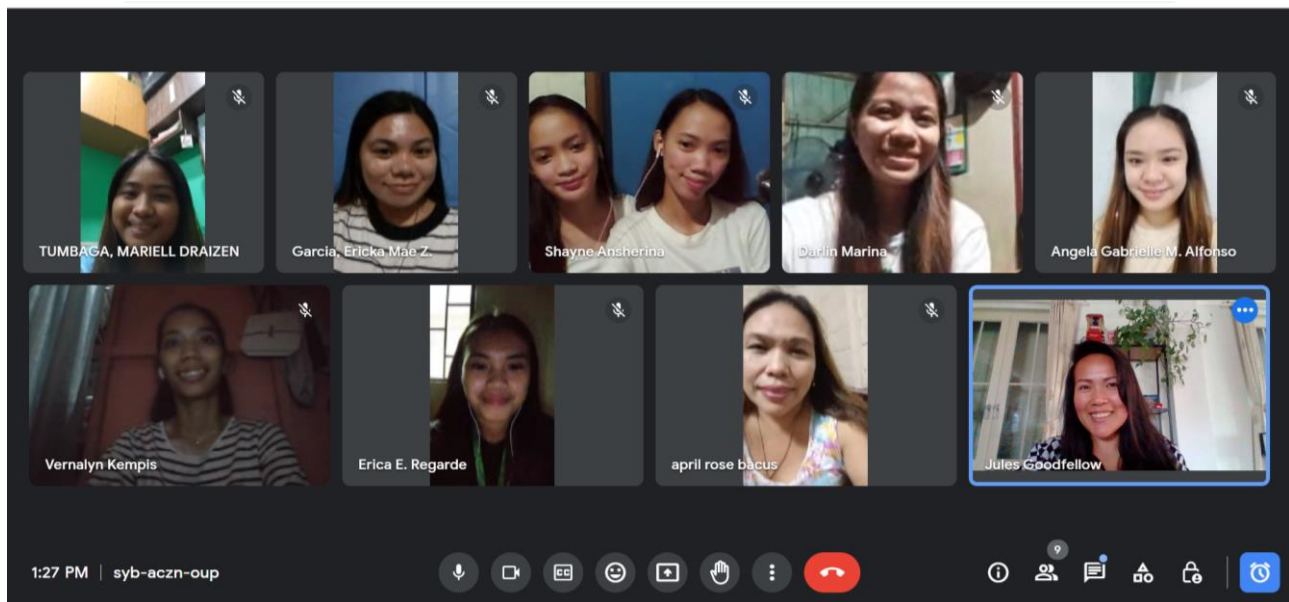 TUMBAGA, MARIELL DRAIZEN
Garcia, Ericka Mae Z.
Shayne Ansherina
Darlin Marina
Angela Gabrielle M. Alfonso
Vernalyn Kempis
Erica E. Regarde
april rose bacus
Jules Goodfellow
9
1:27 PM | syb-aczn-oup
CC